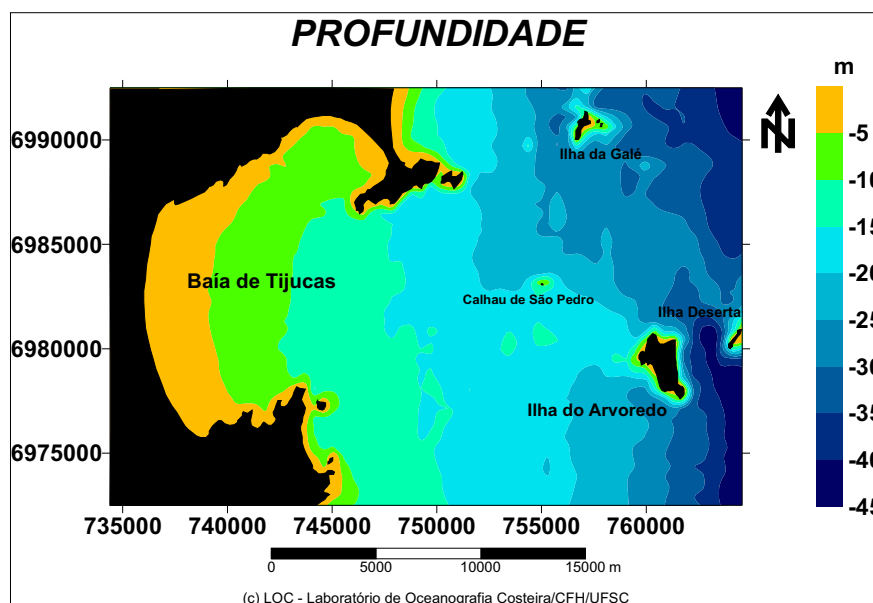 PROFUNDIDADE
m
N
6990000
6985000
6980000
6975000
Ilha da Galé
Baía de Tijucas
Calhau de São Pedro
Ilha Deserta
Ilha do Arvoredo
-5
-10
-15
-20
-25
-30
-35
-40
-45
735000 740000 745000 750000 755000 760000
0 5000 10000 15000 m
(c) LOC - Laboratório de Oceanografia Costeira/CFH/UFSC